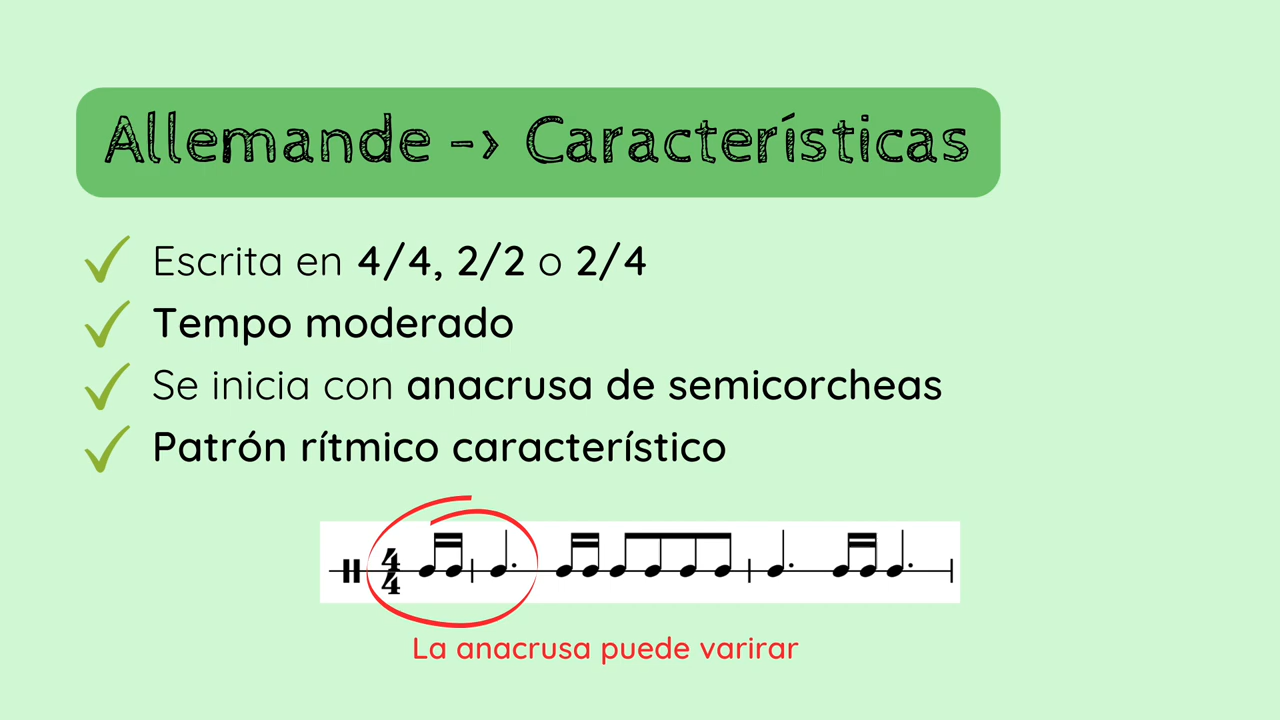 Allemande -> Características
Escrita en 4/4, 2/2 o 2/4
Tempo moderado
Se inicia con anacrusa de semicorcheas
Patrón rítmico característico
4
4
La anacrusa puede varirar